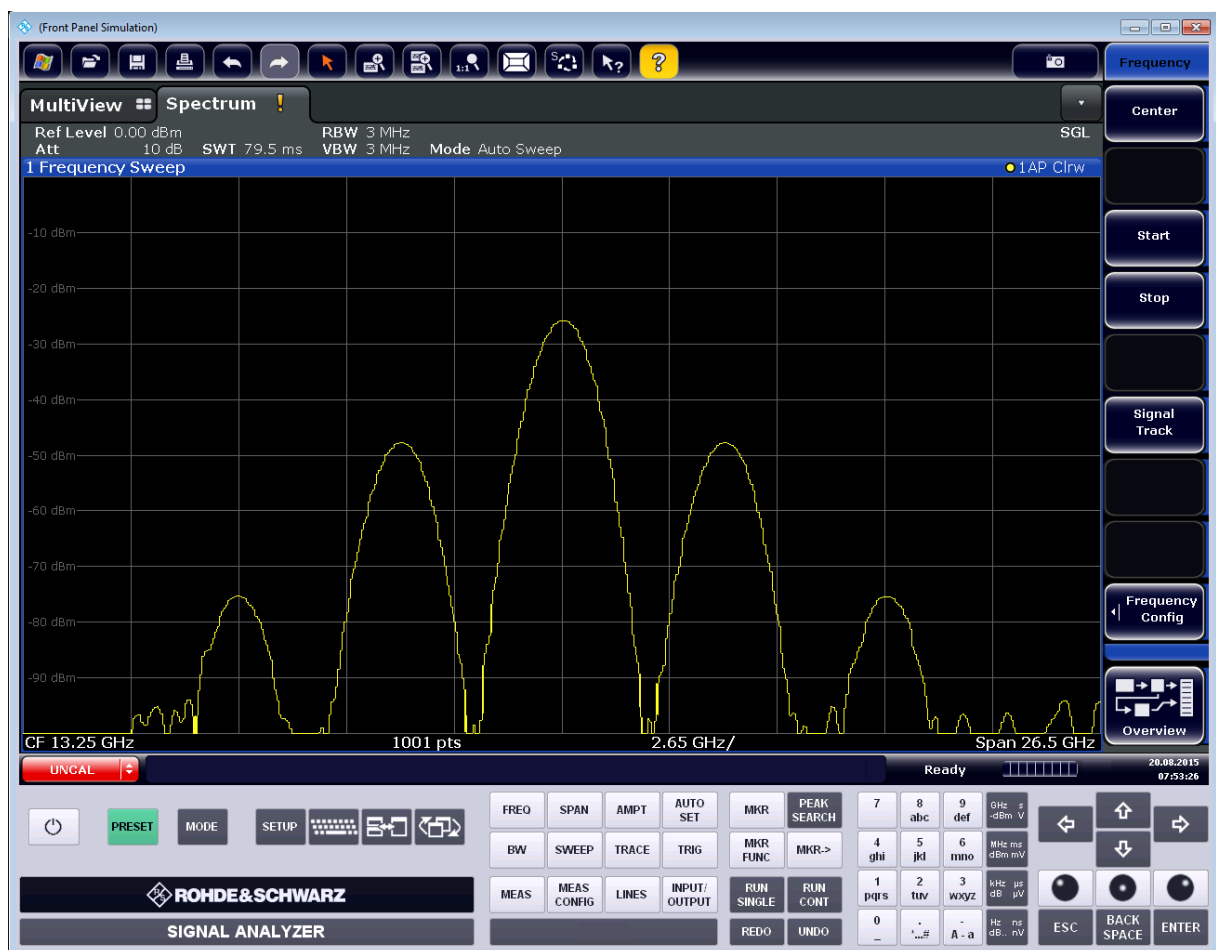 (Front Panel Simulation)
1:1
S
?
?
Frequency
MultiView Spectrum !
Ref Level 0.00 dBm RBW 3 MHz SGL
Att 10 dB SWT 79.5 ms VBW 3 MHz Mode Auto Sweep
1 Frequency Sweep 1AP Clrw
-10 dBm
-20 dBm
-30 dBm
-40 dBm
-50 dBm
-60 dBm
-70 dBm
-80 dBm
-90 dBm
CF 13.25 GHz 1001 pts 2.65 GHz/ Span 26.5 GHz
Center
Start
Stop
Signal
Track
Frequency
Config
Overview
UNCAL Ready 20.08.2015
07:53:26
PRESET MODE SETUP
FREQ SPAN AMPT AUTO SET MKR PEAK SEARCH
BW SWEEP TRACE TRIG MKR FUNC MKR->
MEAS MEAS CONFIG LINES INPUT/ OUTPUT RUN SINGLE RUN CONT
REDO UNDO
7 8 abc 9 def GHz s -dBm V
4 ghi 5 jkl 6 mno MHz ms dBm mV
1 pqrs 2 tuv 3 wxyz kHz µs dB µV
0 _ . *...# - A - a Hz ns dB.. nV
ESC BACK SPACE ENTER
ROHDE&SCHWARZ
SIGNAL ANALYZER